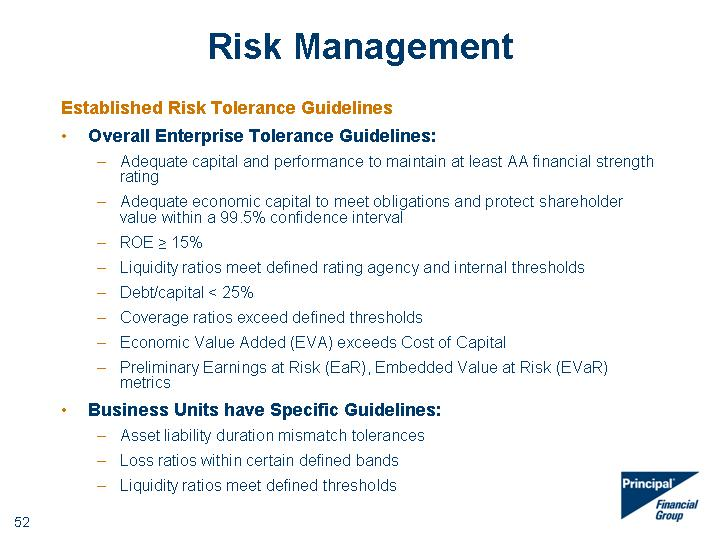 Risk Management
Established Risk Tolerance Guidelines
• Overall Enterprise Tolerance Guidelines:
– Adequate capital and performance to maintain at least AA financial strength
rating
– Adequate economic capital to meet obligations and protect shareholder
value within a 99.5% confidence interval
– ROE ≥ 15%
– Liquidity ratios meet defined rating agency and internal thresholds
– Debt/capital < 25%
– Coverage ratios exceed defined thresholds
– Economic Value Added (EVA) exceeds Cost of Capital
– Preliminary Earnings at Risk (EaR), Embedded Value at Risk (EVaR)
metrics
• Business Units have Specific Guidelines:
– Asset liability duration mismatch tolerances
– Loss ratios within certain defined bands
– Liquidity ratios meet defined thresholds
Principal
Financial
Group
52